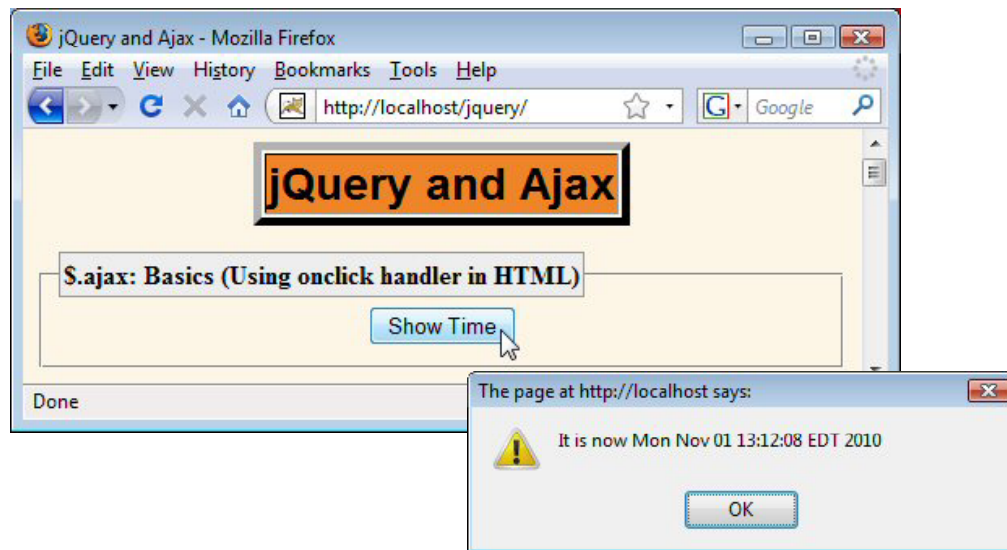 jQuery and Ajax - Mozilla Firefox
File Edit View History Bookmarks Tools Help
http://localhost/jquery/
G Google
jQuery and Ajax
$.ajax: Basics (Using onclick handler in HTML)
Show Time
Done
The page at http://localhost says:
It is now Mon Nov 01 13:12:08 EDT 2010
OK